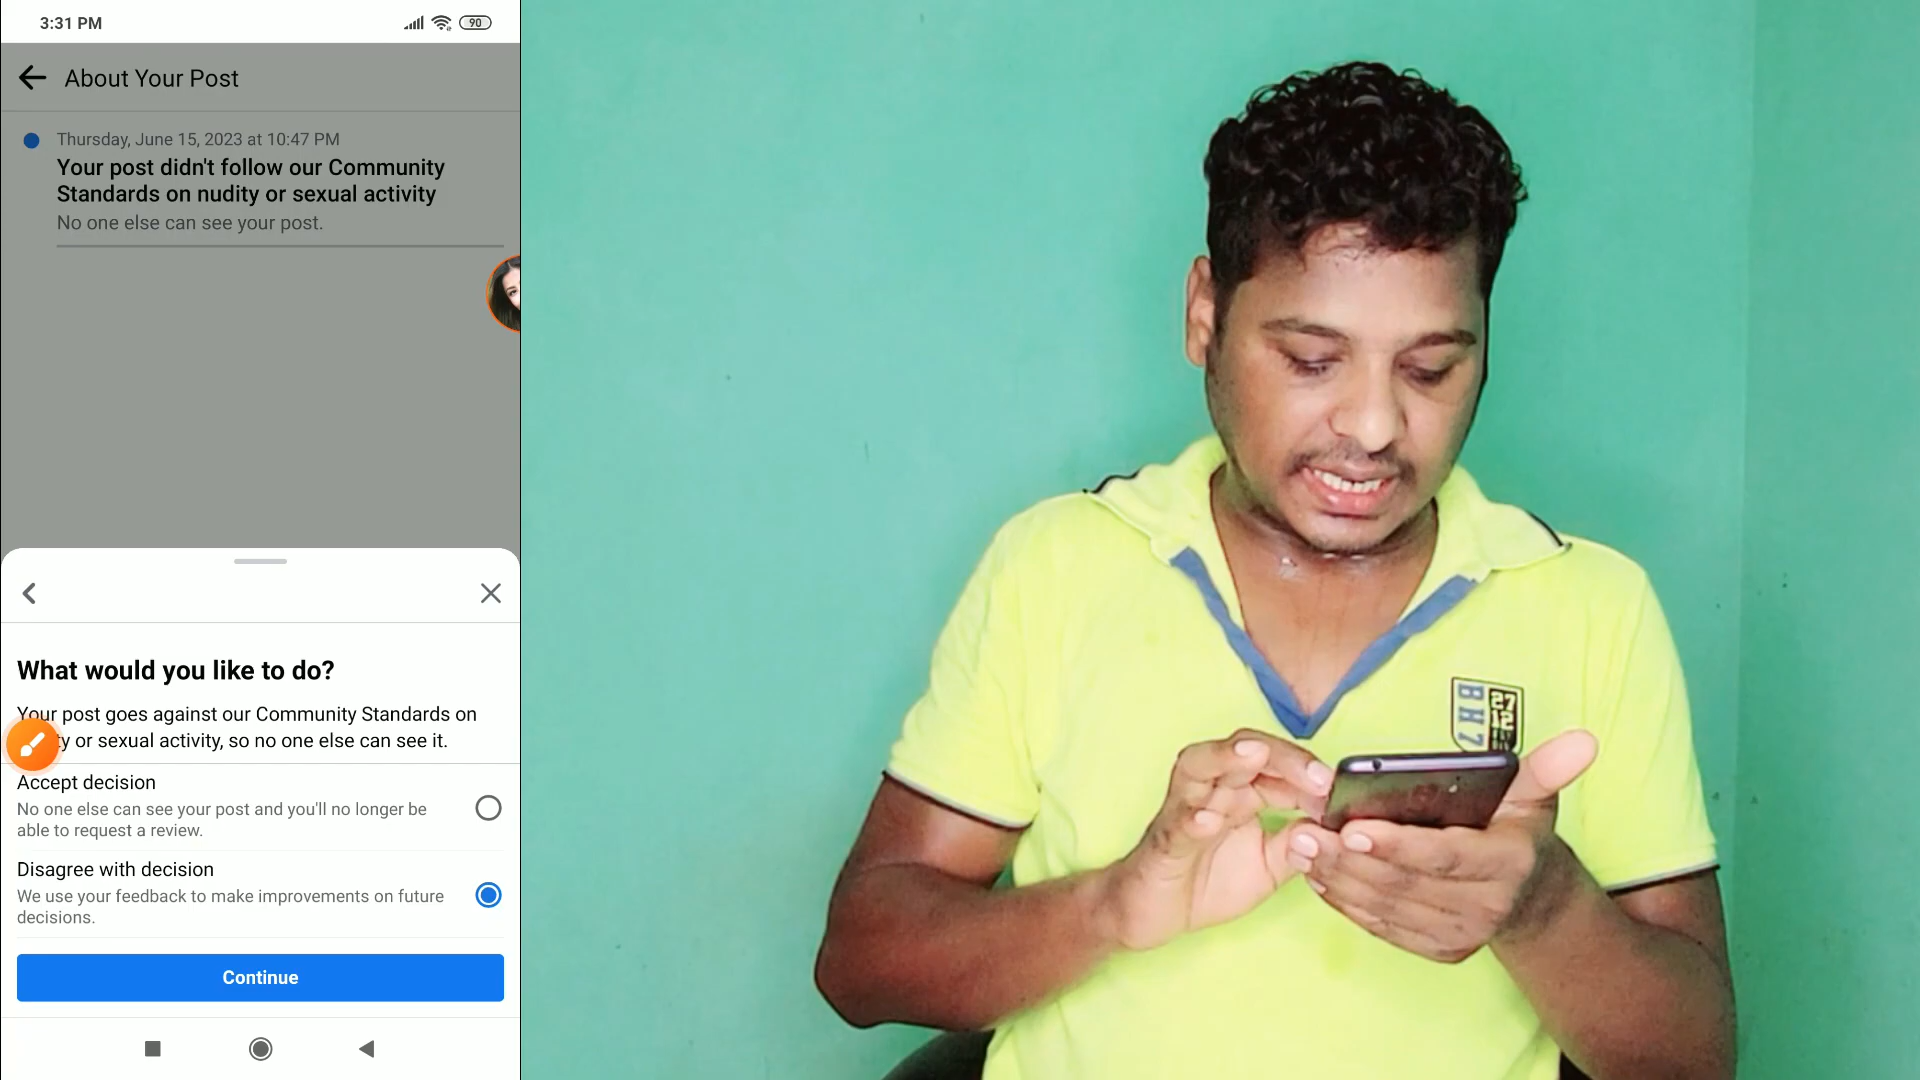 3:31 PM
90
About Your Post
Thursday, June 15, 2023 at 10:47 PM
Your post didn't follow our Community
Standards on nudity or sexual activity
No one else can see your post.
What would you like to do?
Your post goes against our Community Standards on
ty or sexual activity, so no one else can see it.
Accept decision
No one else can see your post and you'll no longer be
able to request a review.
Disagree with decision
We use your feedback to make improvements on future
decisions.
Continue
BH7
27
12